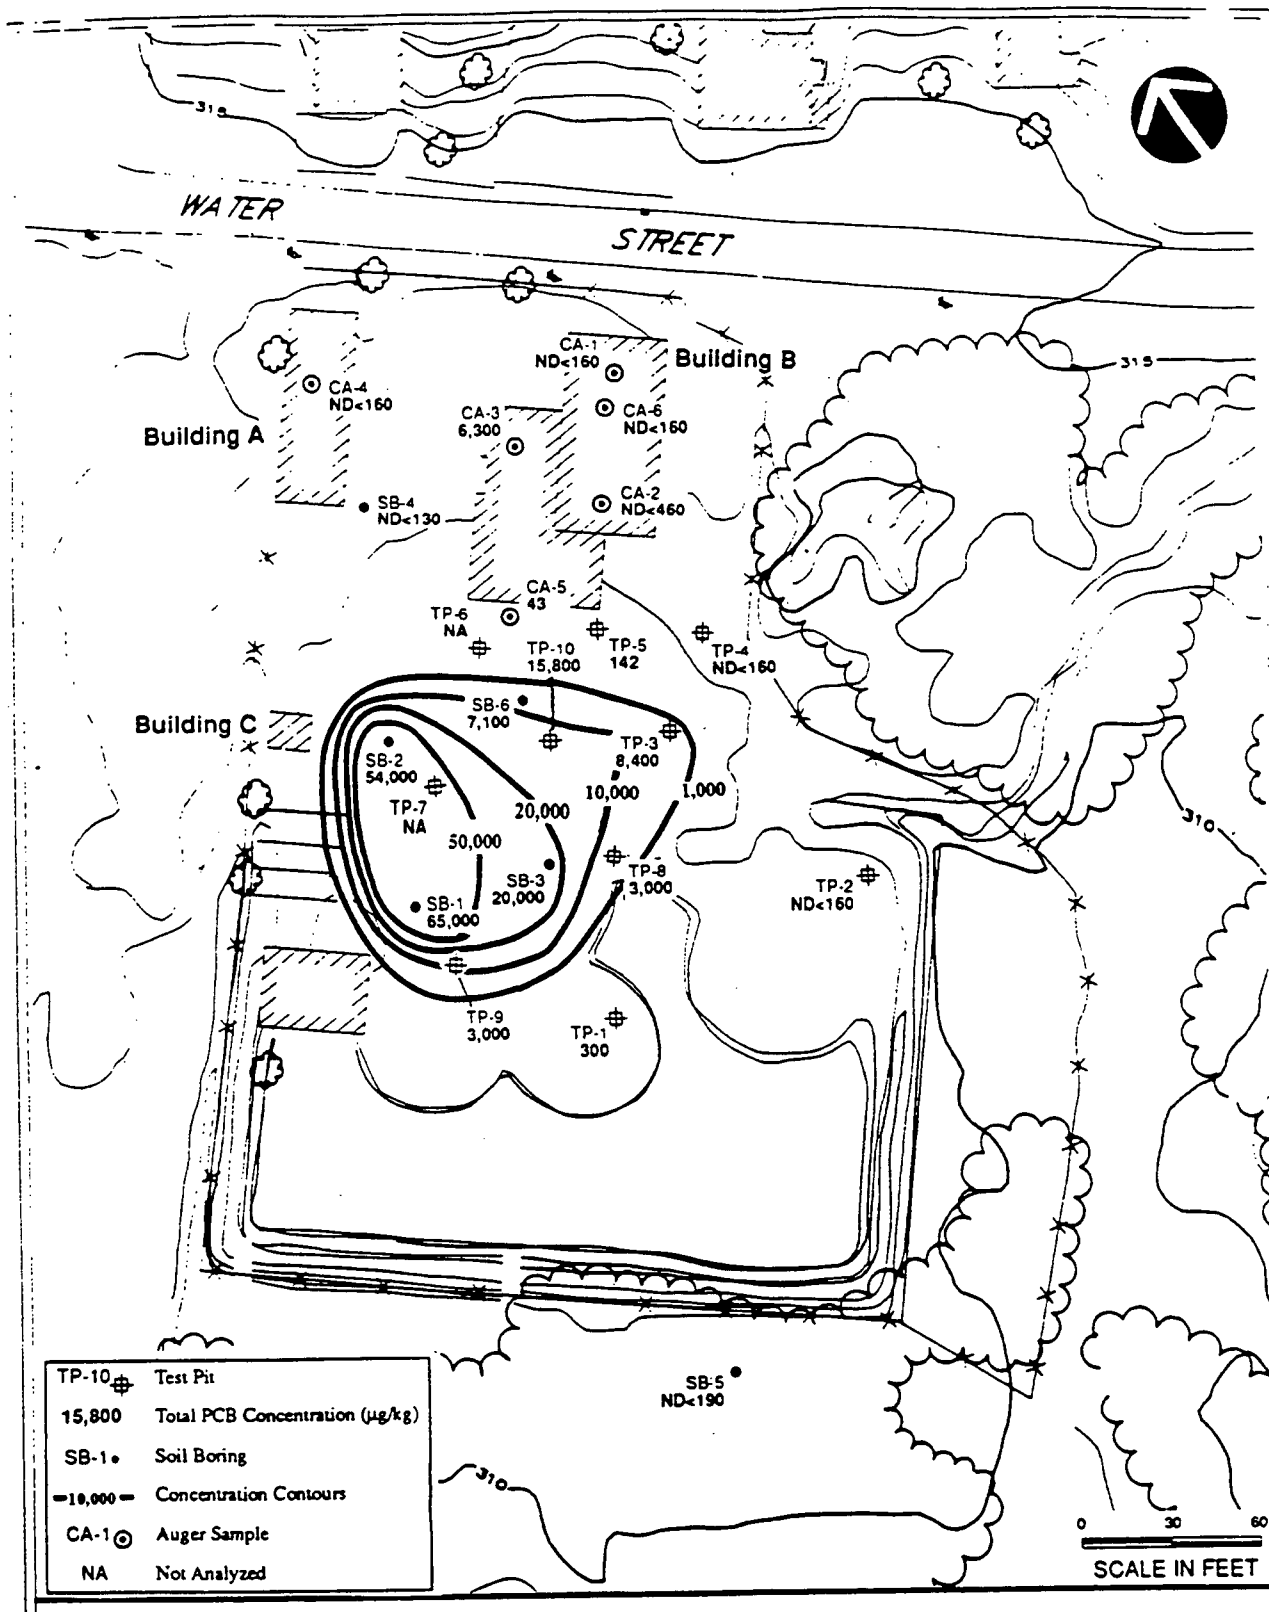 315
WATER
STREET
315
CA-1
ND<160
Building B
CA-4
ND<160
CA-6
ND<160
CA-3
6,300
Building A
CA-2
ND<460
SB-4
ND<130
CA-5
43
TP-6
NA
TP-10
15,800
TP-5
142
TP-4
ND<160
SB-6
7,100
Building C
TP-3
8,400
SB-2
54,000
TP-7
NA
10,000
1,000
20,000
50,000
310
TP-8
3,000
SB-3
20,000
TP-2
ND<160
SB-1
65,000
TP-9
3,000
TP-1
300
SB-5
ND<190
310
TP-10 Test Pit
15,800 Total PCB Concentration (µg/kg)
SB-1 Soil Boring
10,000 Concentration Contours
CA-1 Auger Sample
NA Not Analyzed
0 30 60
SCALE IN FEET